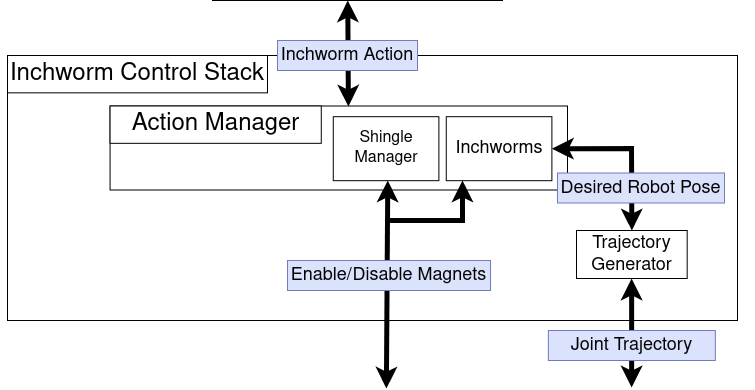 Inchworm Action
Inchworm Control Stack
Action Manager
Shingle
Manager
Inchworms
Desired Robot Pose
Trajectory
Generator
Enable/Disable Magnets
Joint Trajectory